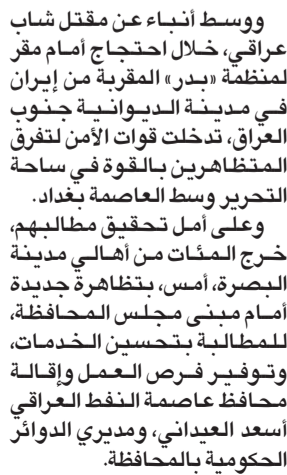 ووسط أنباء عن مقتل شاب
عراقي، خلال احتجاج أمام مقر
لمنظمة «بدر» المقربة من إيران
في مدينة الديوانية جنوب
العراق، تدخلت قوات الأمن لتفرق
المتظاهرين بالقوة في ساحة
التحرير وسط العاصمة بغداد.
وعلى أمل تحقيق مطالبهم،
خرج المئات من أهالي مدينة
البصرة، أمس، بتظاهرة جديدة
أمام مبنى مجلس المحافظة،
للمطالبة بتحسين الخدمات،
وتوفير فرص العمل وإقالة
محافظ عاصمة النفط العراقي
أسعد العيداني، ومديري الدوائر
الحكومية بالمحافظة.